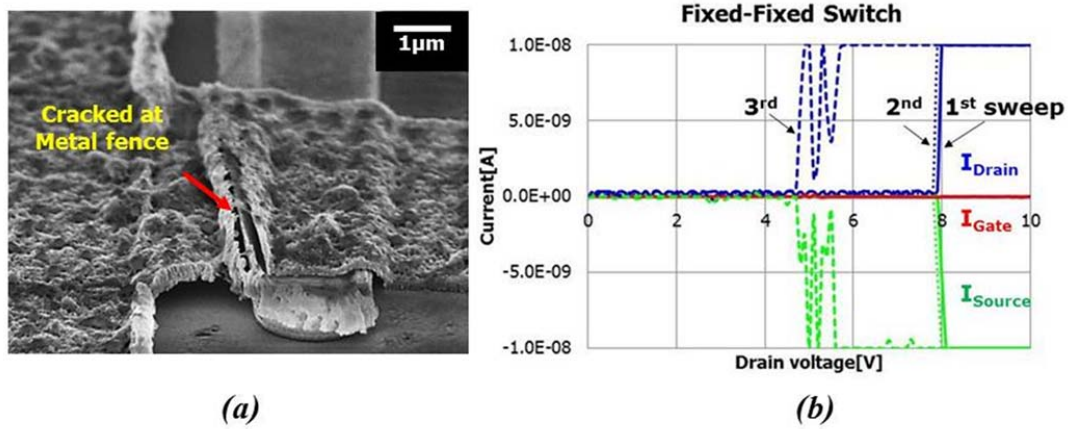 1μm
Cracked at
Metal fence
(a)
Fixed-Fixed Switch
Current[A]
1.0E-08
5.0E-09
0.0E+00
-5.0E-09
-1.0E-08
0 2 4 6 8 10
3rd
2nd
1st sweep
IDrain
IGate
ISource
Drain voltage[V]
(b)